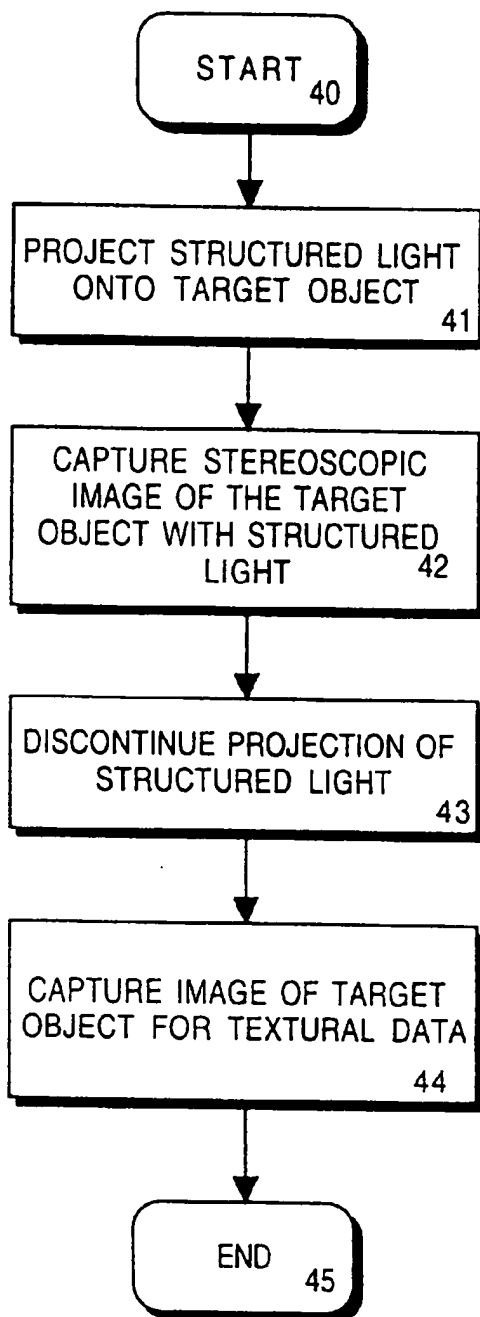 START
40
PROJECT STRUCTURED LIGHT
ONTO TARGET OBJECT
41
CAPTURE STEREOSCOPIC
IMAGE OF THE TARGET
OBJECT WITH STRUCTURED
LIGHT 42
DISCONTINUE PROJECTION OF
STRUCTURED LIGHT
43
CAPTURE IMAGE OF TARGET
OBJECT FOR TEXTURAL DATA
44
END
45